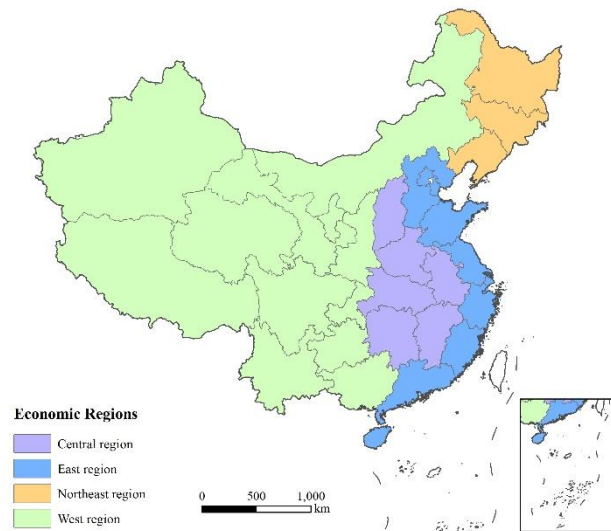 Economic Regions
Central region
East region
Northeast region
West region
0 500 1,000
km